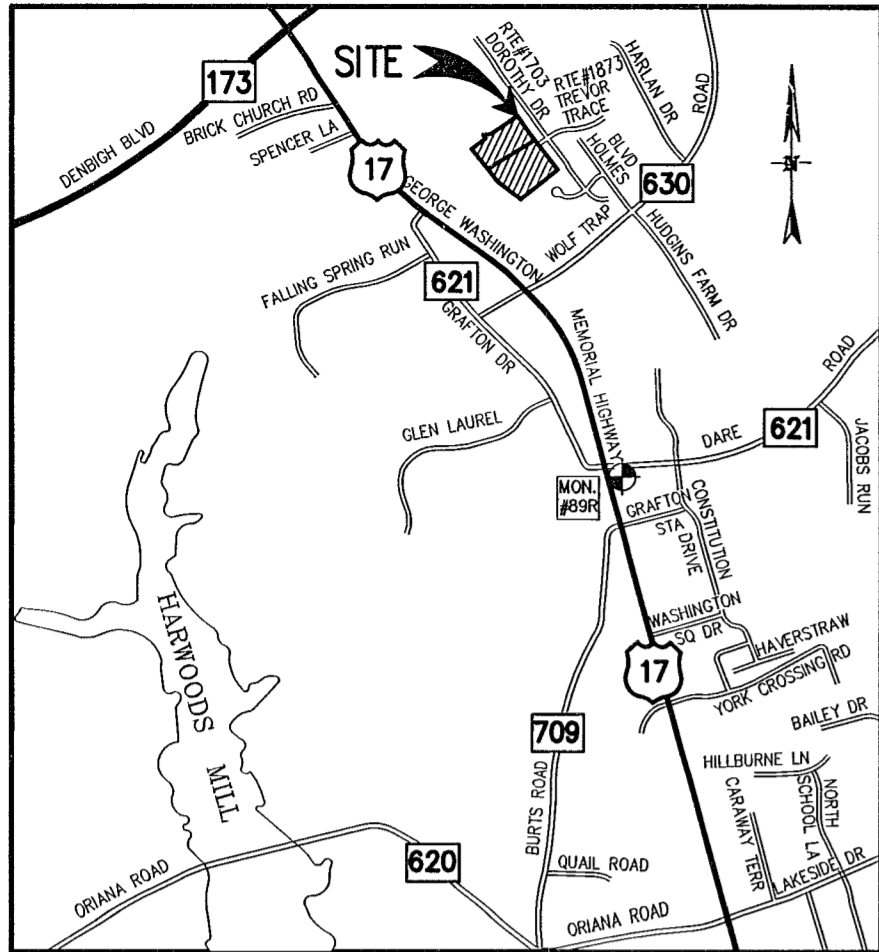 SITE
RTE#1703
DOROTHY DR
RTE#1873
TREVOR
TRACE
HARLAN DR
ROAD
173
DENBIGH BLVD
BRICK CHURCH RD
SPENCER LA
17
BLVD
HOLMES
630
N
GEORGE WASHINGTON
WOLF TRAP
HUDGINS FARM DR
FALLING SPRING RUN
621
GRAFTON DR
MEMORIAL HIGHWAY
ROAD
GLEN LAUREL
DARE
621
JACOBS RUN
MON.
#89R
GRAFTON
STA
DRIVE
CONSTITUTION
WASHINGTON
SQ DR
HAVERSTRAW
HARWOODS
MILL
17
YORK CROSSING RD
BAILEY DR
709
HILLBURNE LN
CARAWAY TERR
SCHOOL LA
NORTH
BURTS ROAD
620
QUAIL ROAD
LAKESIDE DR
ORIANA ROAD
ORIANA ROAD